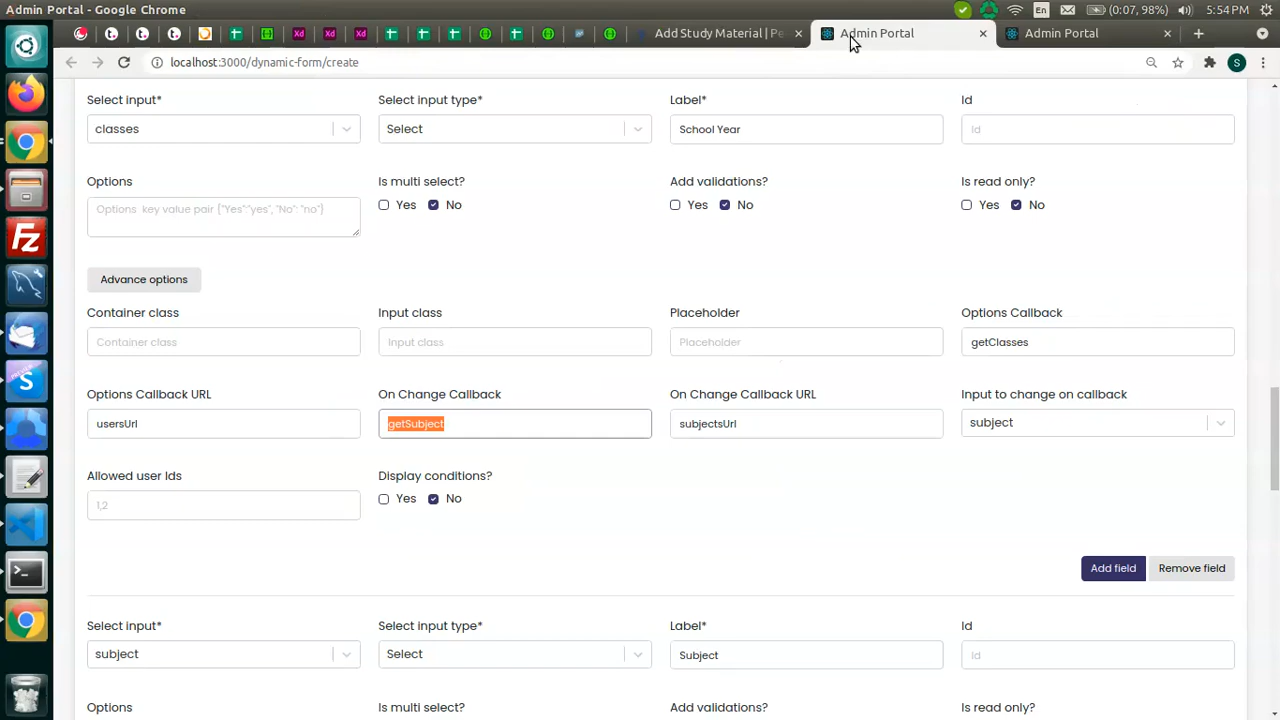 Admin Portal - Google Chrome
En
(0:07, 98%)
5:54 PM
Add Study Material | Pe
Admin Portal
Admin Portal
localhost:3000/dynamic-form/create
S
Select input*
Select input type*
Label*
Id
classes
Select
School Year
Id
Options
Is multi select?
Add validations?
Is read only?
Options key value pair {"Yes":"yes", "No": "no"}
Yes
No
Yes
No
Yes
No
Advance options
Container class
Input class
Placeholder
Options Callback
Container class
Input class
Placeholder
getClasses
Options Callback URL
On Change Callback
On Change Callback URL
Input to change on callback
usersUrl
getSubject
subjectsUrl
subject
Allowed user Ids
Display conditions?
1,2
Yes
No
Add field
Remove field
Select input*
Select input type*
Label*
Id
subject
Select
Subject
Id
Options
Is multi select?
Add validations?
Is read only?